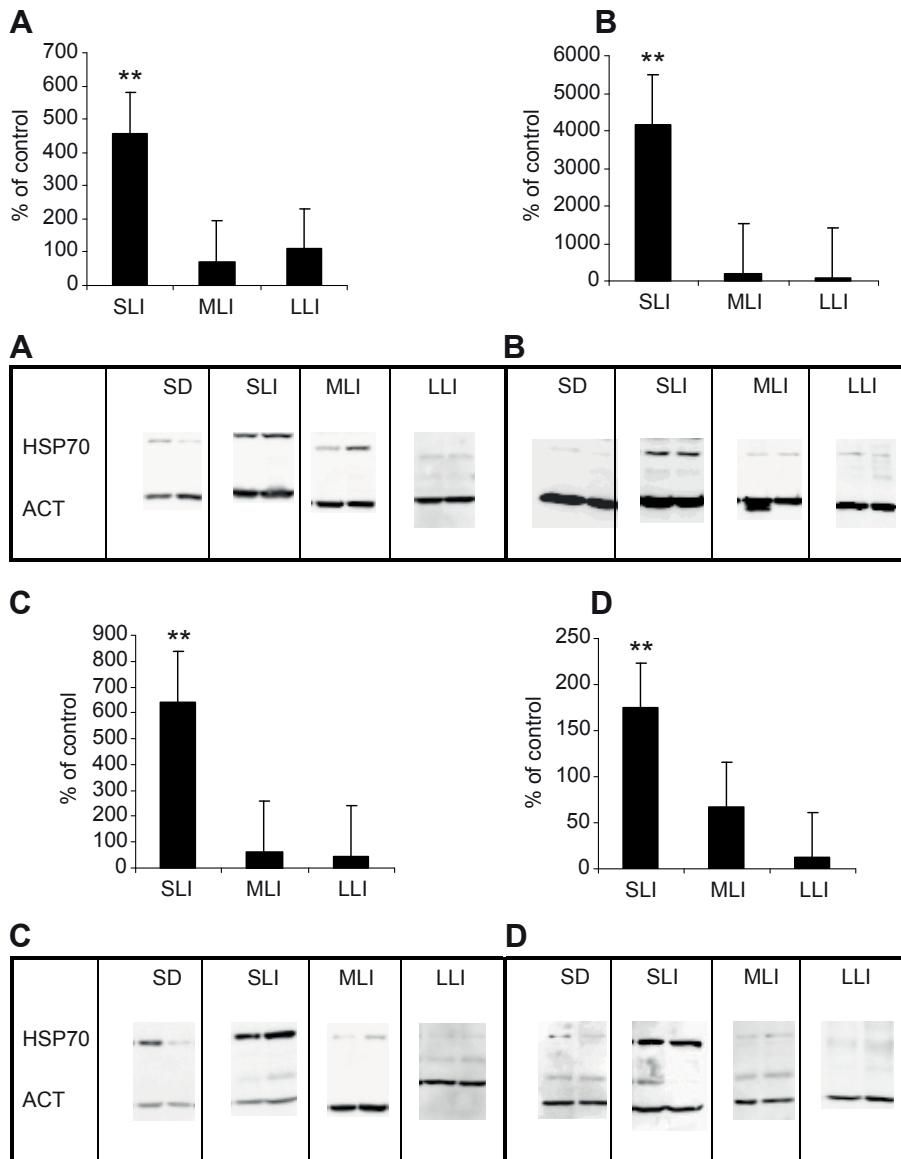 A
B
700
600
500
400
300
200
100
0
% of control
**
SLI MLI LLI
6000
5000
4000
3000
2000
1000
0
% of control
**
SLI MLI LLI
A
B
SD SLI MLI LLI SD SLI MLI LLI
HSP70
ACT
C
D
900
800
700
600
500
400
300
200
100
0
% of control
**
SLI MLI LLI
250
200
150
100
50
0
% of control
**
SLI MLI LLI
C
D
SD SLI MLI LLI SD SLI MLI LLI
HSP70
ACT